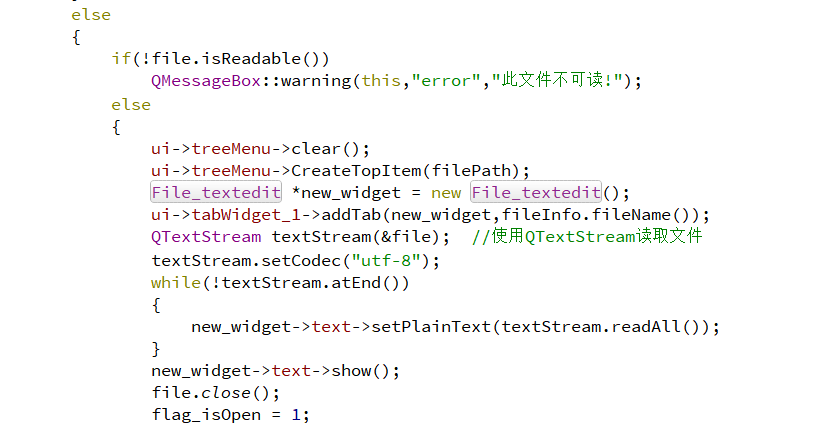 else
{
if(!file.isReadable())
QMessageBox::warning(this,"error","此文件不可读!");
else
{
ui->treeMenu->clear();
ui->treeMenu->CreateTopItem(filePath);
File_textedit *new_widget = new File_textedit();
ui->tabWidget_1->addTab(new_widget,fileInfo.fileName());
QTextStream textStream(&file);  //使用QTextStream读取文件
textStream.setCodec("utf-8");
while(!textStream.atEnd())
{
new_widget->text->setPlainText(textStream.readAll());
}
new_widget->text->show();
file.close();
flag_isOpen = 1;